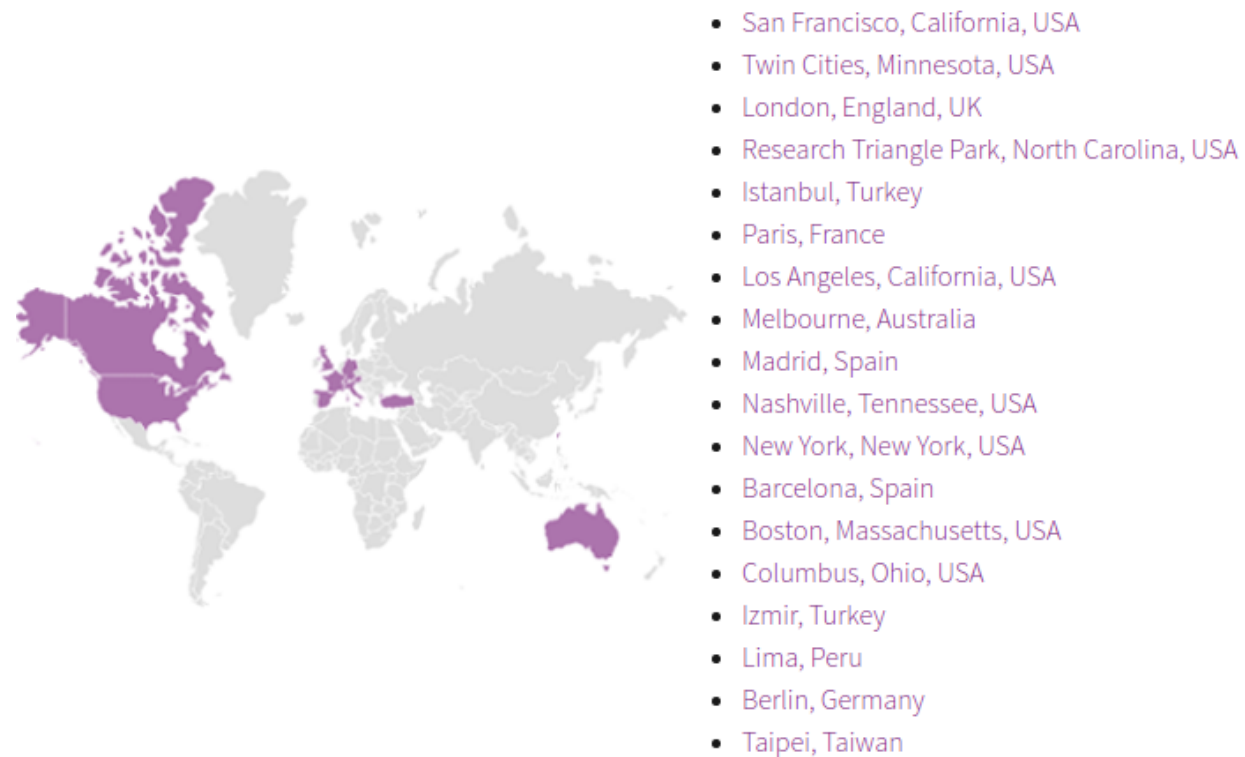 San Francisco, California, USA
Twin Cities, Minnesota, USA
London, England, UK
Research Triangle Park, North Carolina, USA
Istanbul, Turkey
Paris, France
Los Angeles, California, USA
Melbourne, Australia
Madrid, Spain
Nashville, Tennessee, USA
New York, New York, USA
Barcelona, Spain
Boston, Massachusetts, USA
Columbus, Ohio, USA
Izmir, Turkey
Lima, Peru
Berlin, Germany
Taipei, Taiwan